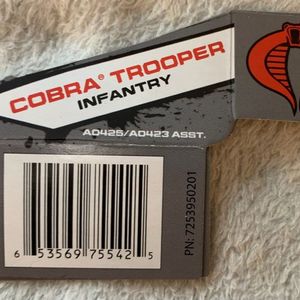 COBRA® TROOPER
INFANTRY
A0425/A0423 ASST.
6 53569 75542 5
PN: 7253950201